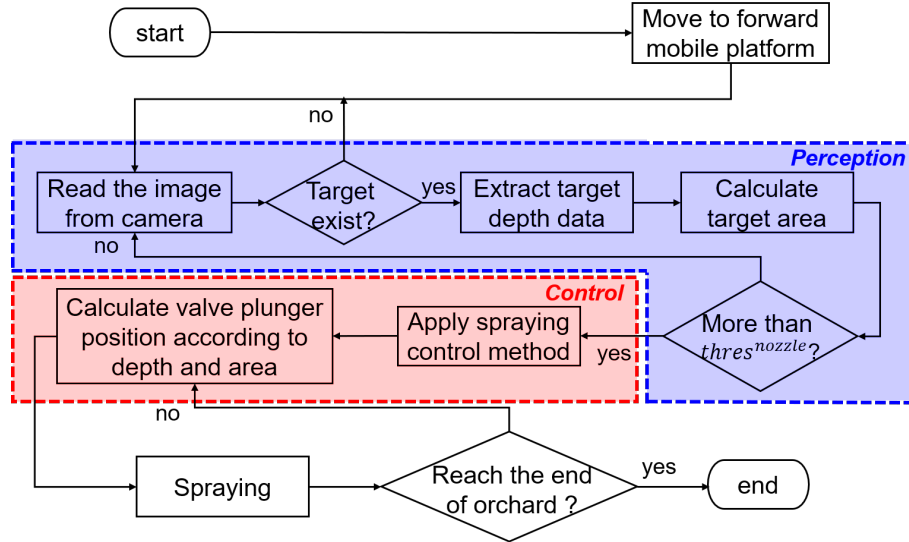 start
Move to forward
mobile platform
no
Perception
Read the image
from camera
Target
exist?
yes
Extract target
depth data
Calculate
target area
no
Control
Calculate valve plunger
position according to
depth and area
Apply spraying
control method
yes
More than
thres^nozzle?
no
Spraying
Reach the end
of orchard ?
yes
end